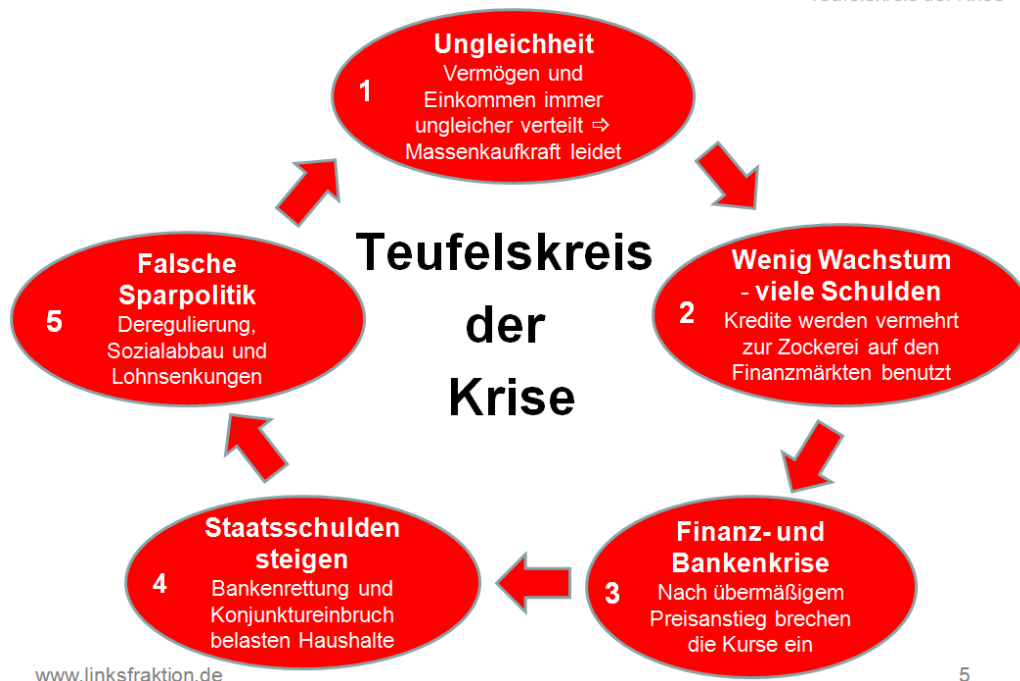 Teufelskreis der Krise
Ungleichheit
1
Vermögen und
Einkommen immer
ungleicher verteilt ⇨
Massenkaufkraft leidet
Wenig Wachstum
- viele Schulden
2
Kredite werden vermehrt
zur Zockerei auf den
Finanzmärkten benutzt
Finanz- und
Bankenkrise
3
Nach übermäßigem
Preisanstieg brechen
die Kurse ein
Staatsschulden
steigen
4
Bankenrettung und
Konjunktureinbruch
belasten Haushalte
Falsche
Sparpolitik
5
Deregulierung,
Sozialabbau und
Lohnsenkungen
Teufelskreis
der
Krise
www.linksfraktion.de
5